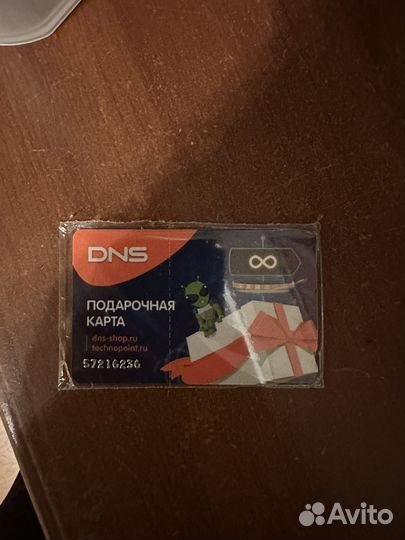 DNS
ПОДАРОЧНАЯ
КАРТА
dns-shop.ru
technopoint.ru
57216236
Avito